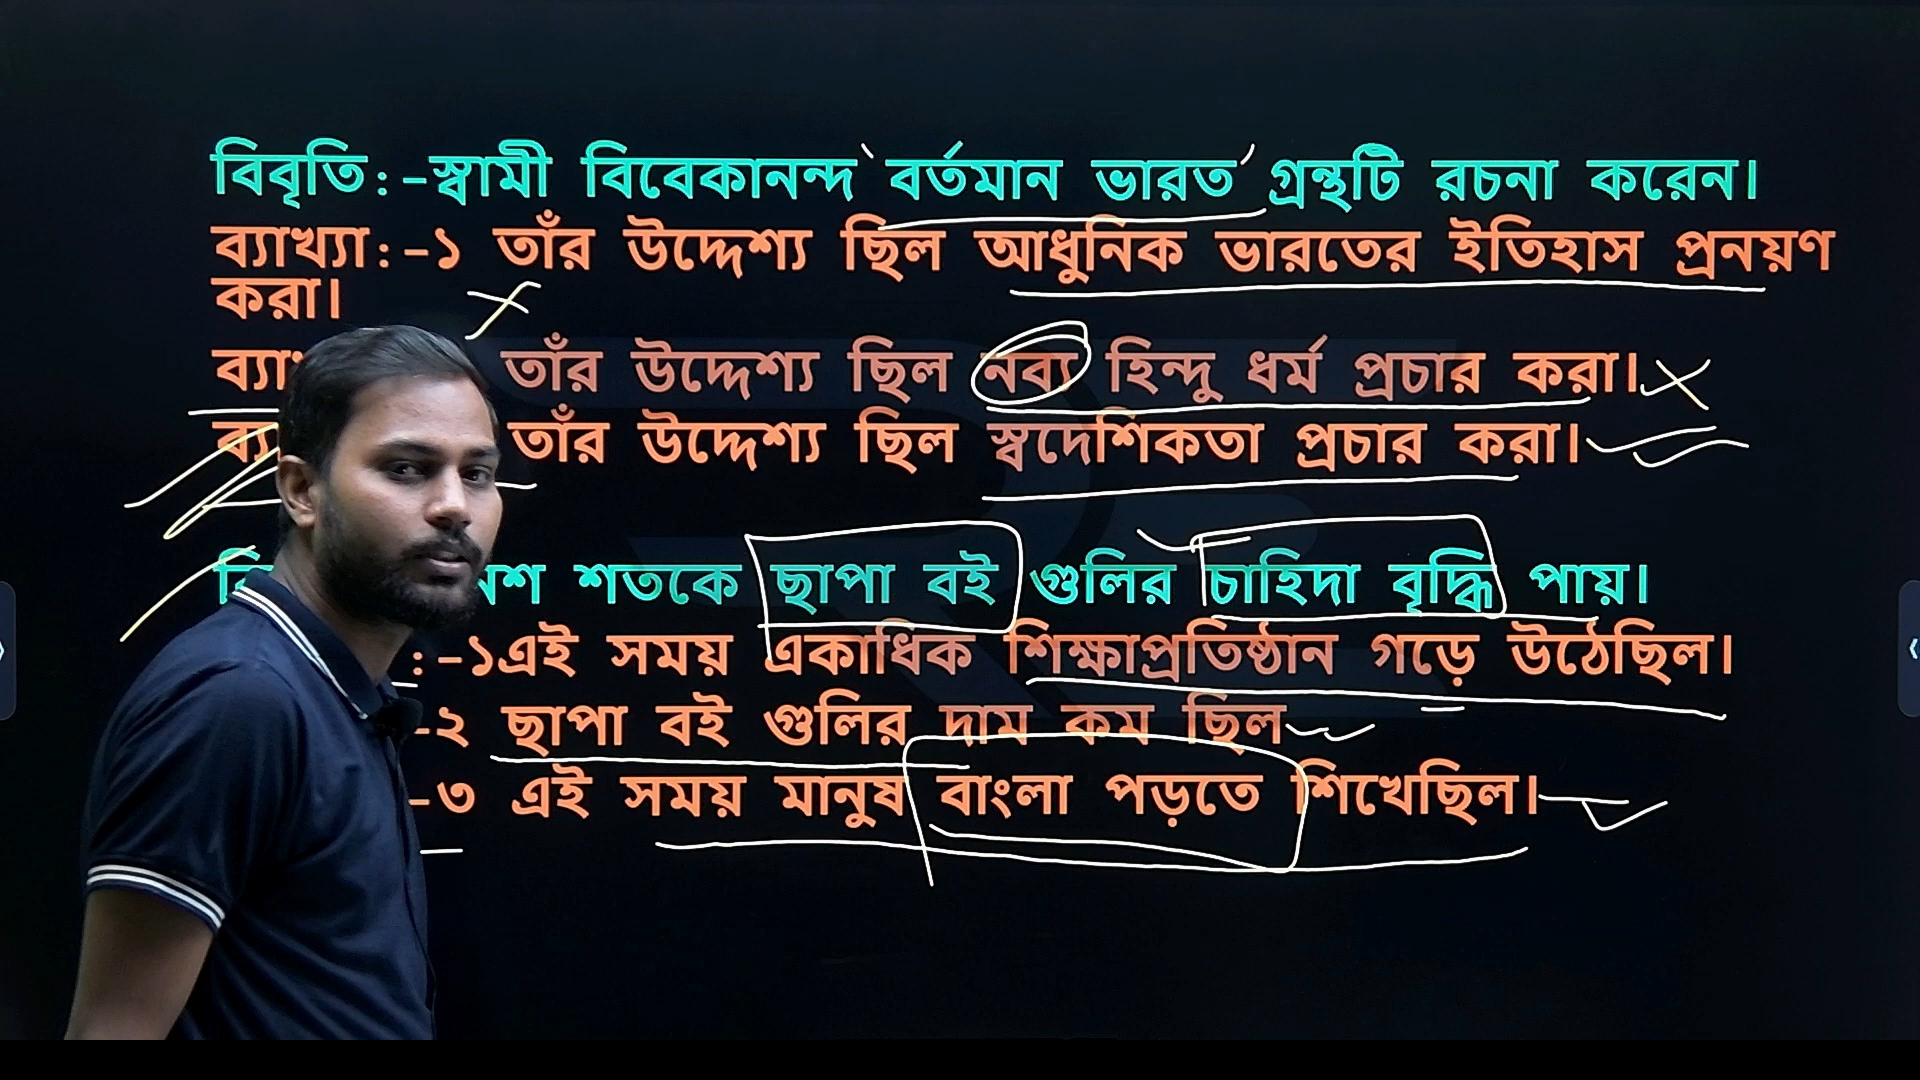 বিবৃতি:-স্বামী বিবেকানন্দ 'বর্তমান ভারত' গ্রন্থটি রচনা করেন।
ব্যাখ্যা:-১ তাঁর উদ্দেশ্য ছিল আধুনিক ভারতের ইতিহাস প্রনয়ণ
করা।
তাঁর উদ্দেশ্য ছিল নব্য হিন্দু ধর্ম প্রচার করা।
তাঁর উদ্দেশ্য ছিল স্বদেশিকতা প্রচার করা।
শতকে ছাপা বই গুলির চাহিদা বৃদ্ধি পায়।
:-১এই সময় একাধিক শিক্ষাপ্রতিষ্ঠান গড়ে উঠেছিল।
-২ ছাপা বই গুলির দাম কম ছিল
-৩ এই সময় মানুষ বাংলা পড়তে শিখেছিল।